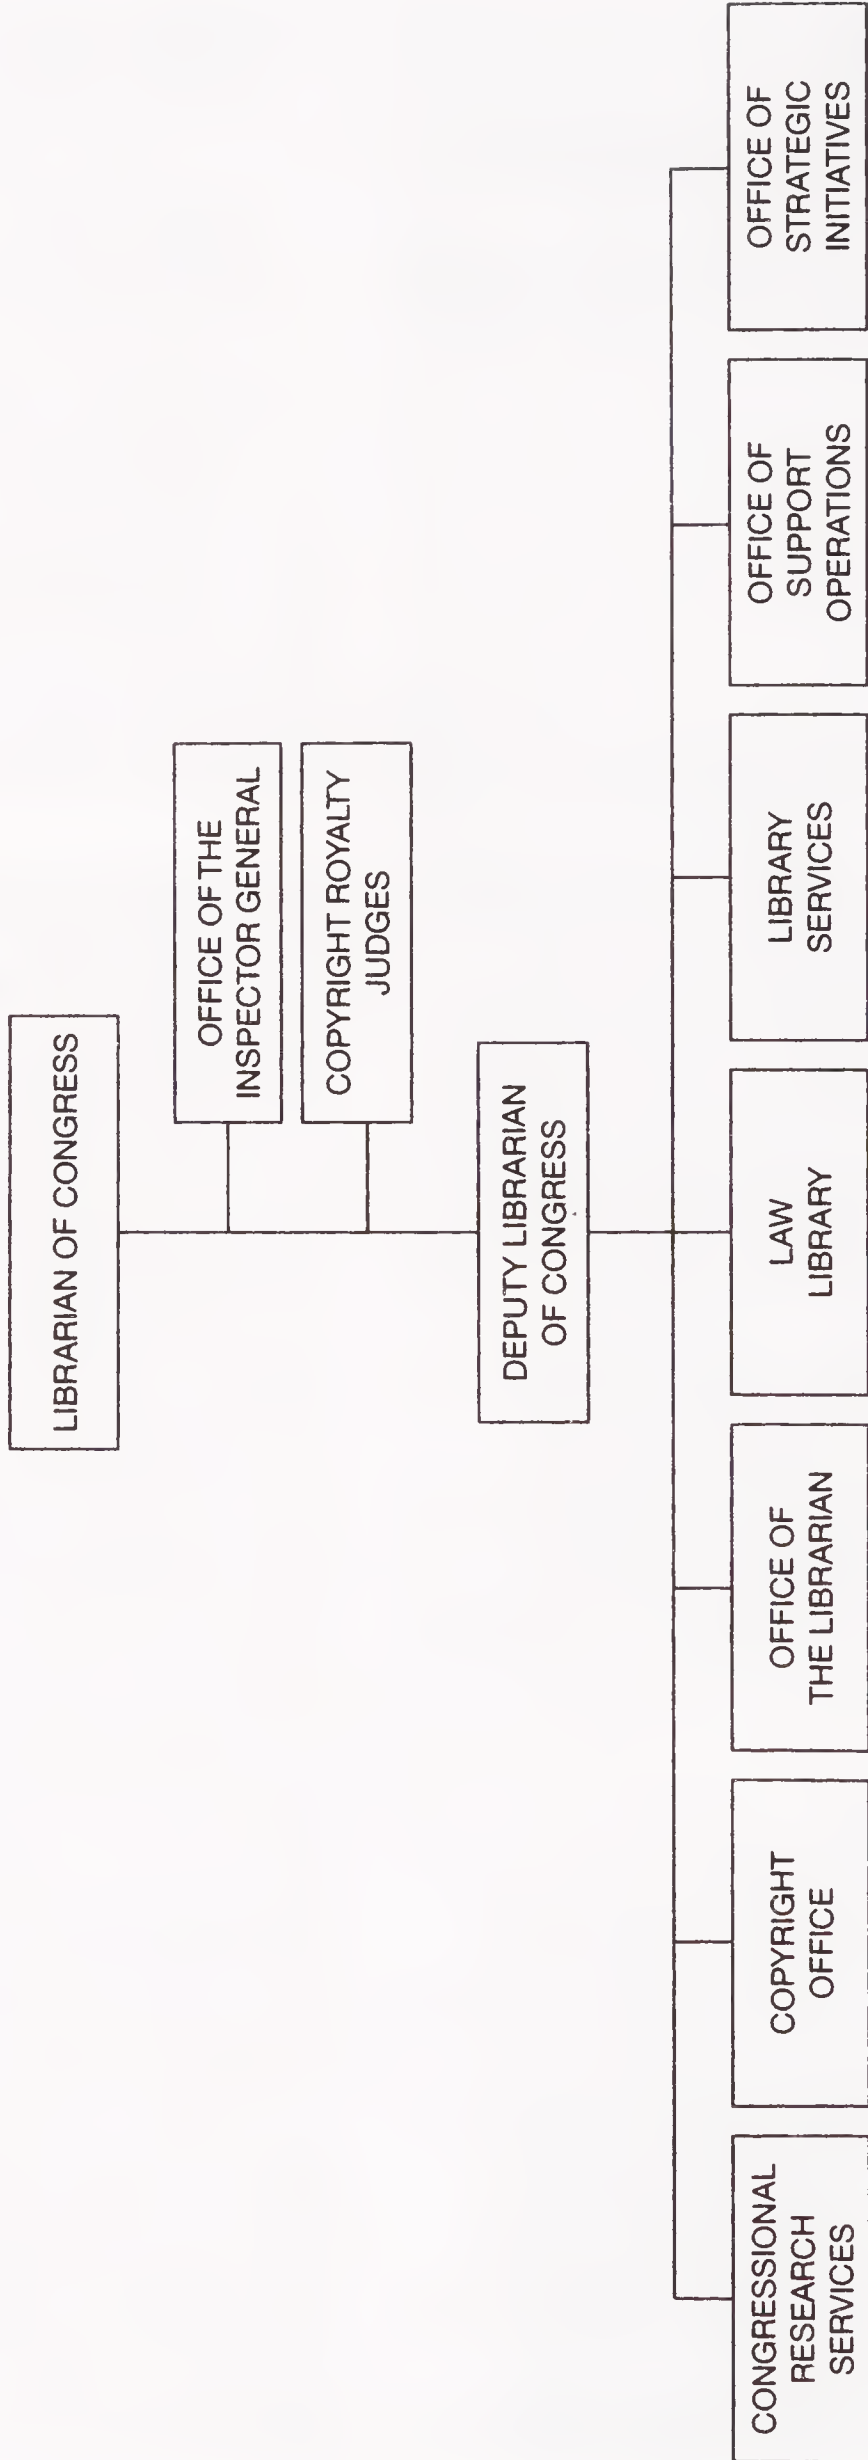 LIBRARIAN OF CONGRESS
OFFICE OF THE
INSPECTOR GENERAL
COPYRIGHT ROYALTY
JUDGES
DEPUTY LIBRARIAN
OF CONGRESS
CONGRESSIONAL
RESEARCH
SERVICES
COPYRIGHT
OFFICE
OFFICE OF
THE LIBRARIAN
LAW
LIBRARY
LIBRARY
SERVICES
OFFICE OF
SUPPORT
OPERATIONS
OFFICE OF
STRATEGIC
INITIATIVES